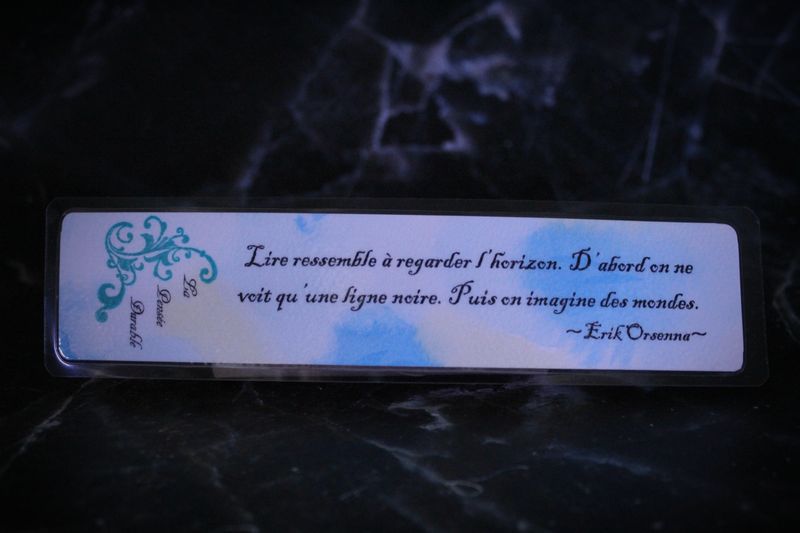 La
Pensée
Durable
Lire ressemble à regarder l'horizon. D'abord on ne
voit qu'une ligne noire. Puis on imagine des mondes.
~Erik Orsenna~